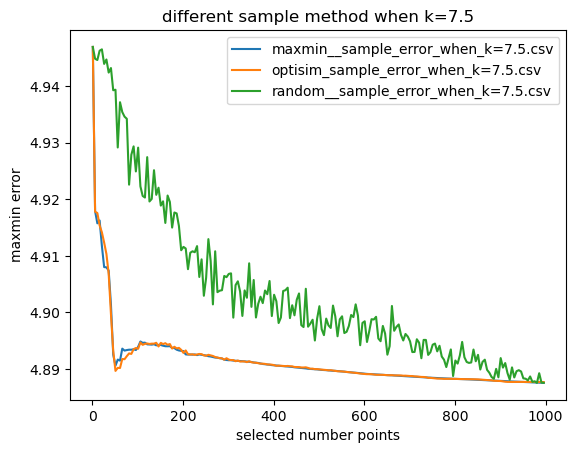 different sample method when k=7.5
maxmin__sample_error_when_k=7.5.csv
optisim_sample_error_when_k=7.5.csv
random__sample_error_when_k=7.5.csv
maxmin error
4.94
4.93
4.92
4.91
4.90
4.89
0 200 400 600 800 1000
selected number points